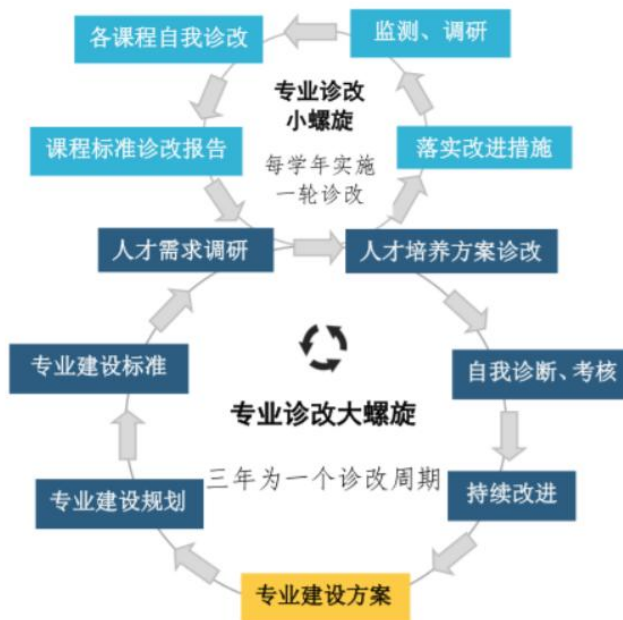 各课程自我诊改
监测、调研
专业诊改
小螺旋
课程标准诊改报告
落实改进措施
每学年实施
一轮诊改
人才需求调研
人才培养方案诊改
专业建设标准
自我诊断、考核
专业诊改大螺旋
三年为一个诊改周期
专业建设规划
持续改进
专业建设方案